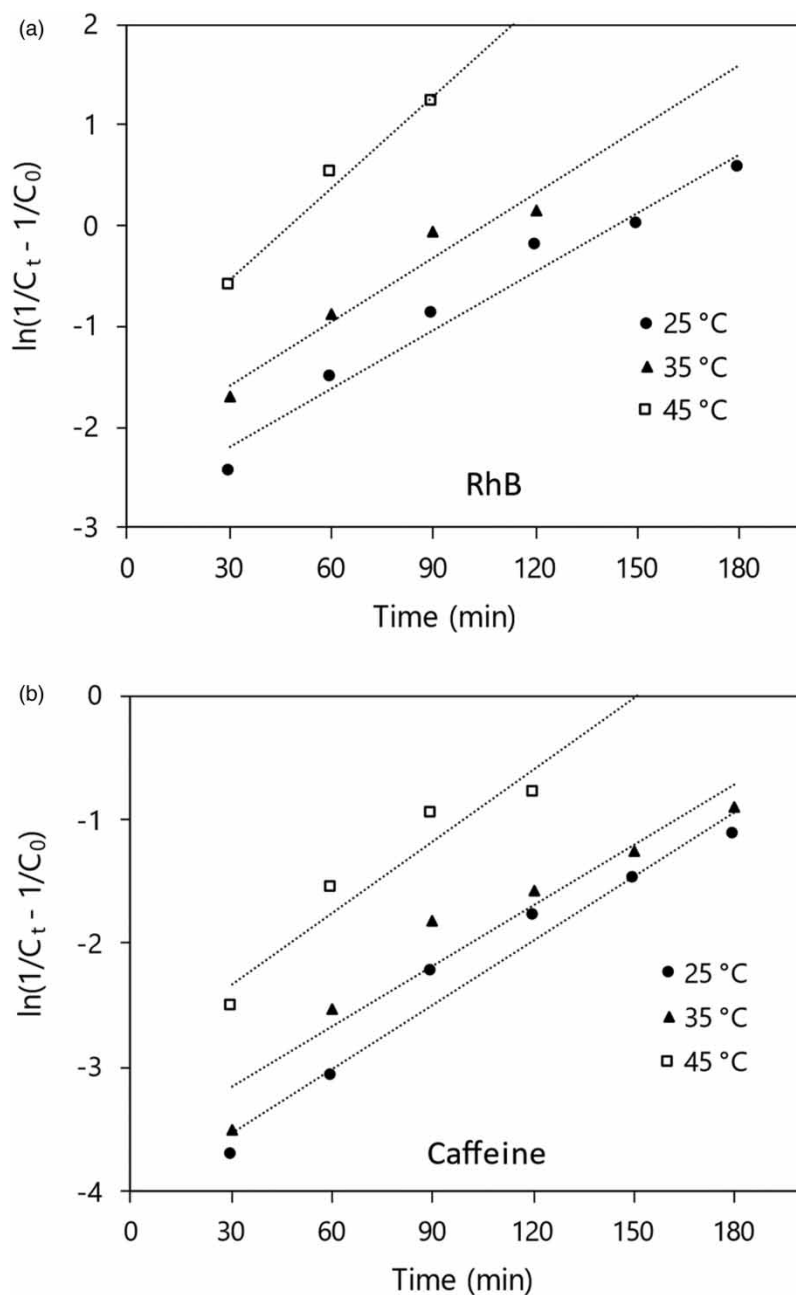 (a)
2
1
0
-1
-2
-3
ln(1/Ct - 1/C0)
25 °C
35 °C
45 °C
RhB
0 30 60 90 120 150 180
Time (min)
(b)
0
-1
-2
-3
-4
ln(1/Ct - 1/C0)
25 °C
35 °C
45 °C
Caffeine
0 30 60 90 120 150 180
Time (min)